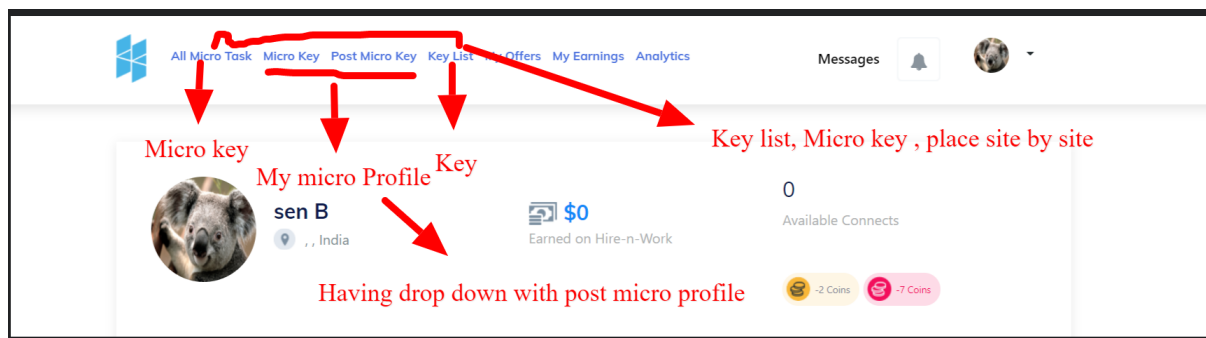 All Micro Task Micro Key Post Micro Key Key List My Offers My Earnings Analytics Messages
Key list, Micro key , place site by site
Micro key
Key
My micro Profile
0
sen B
$0
Available Connects
, , India
Earned on Hire-n-Work
Having drop down with post micro profile
-2 Coins -7 Coins